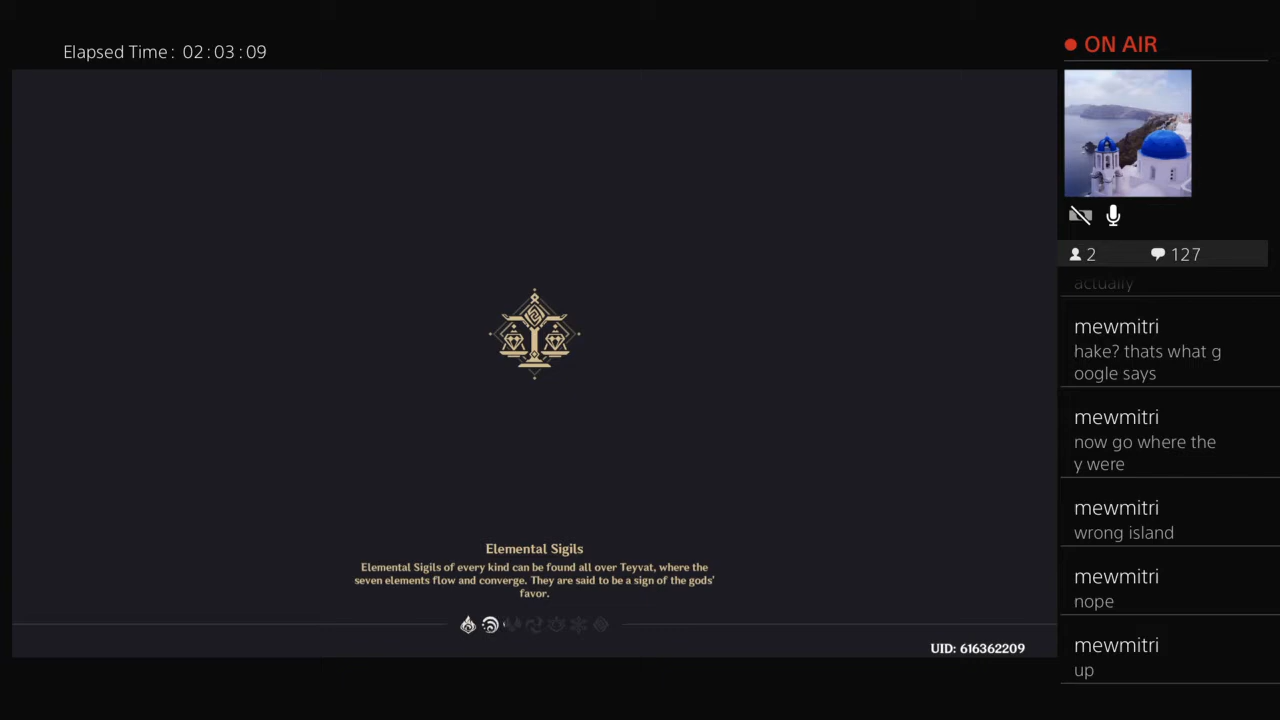 Elapsed Time: 02:03:09
ON AIR
2 127
actually
mewmitri
hake? thats what g
oogle says
mewmitri
now go where the
y were
mewmitri
wrong island
mewmitri
nope
mewmitri
up
Elemental Sigils
Elemental Sigils of every kind can be found all over Teyvat, where the
seven elements flow and converge. They are said to be a sign of the gods'
favor.
UID: 616362209